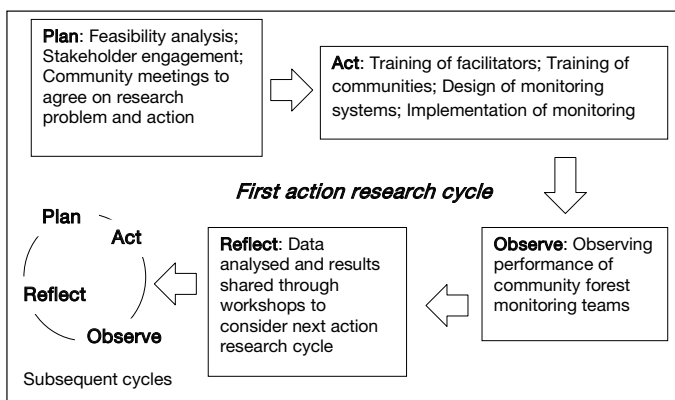 Plan: Feasibility analysis;
Stakeholder engagement;
Community meetings to
agree on research
problem and action
Act: Training of facilitators; Training of
communities; Design of monitoring
systems; Implementation of monitoring
First action research cycle
Observe: Observing
performance of
community forest
monitoring teams
Reflect: Data
analysed and results
shared through
workshops to
consider next action
research cycle
Plan
Act
Reflect
Observe
Subsequent cycles